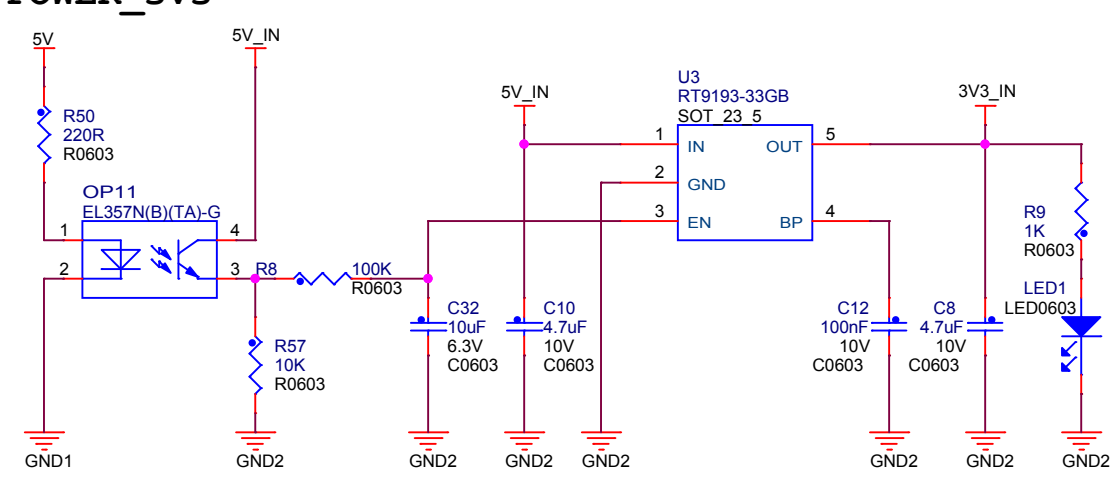 POWER_3V3
5V
5V_IN
R50
220R
R0603
OP11
EL357N(B)(TA)-G
1
2
4
3
R8
100K
R0603
R57
10K
R0603
C32
10uF
6.3V
C0603
5V_IN
C10
4.7uF
10V
C0603
U3
RT9193-33GB
SOT_23_5
1
IN
OUT
5
2
GND
3
EN
BP
4
3V3_IN
R9
1K
R0603
LED1
LED0603
C12
100nF
10V
C0603
C8
4.7uF
10V
C0603
GND1
GND2
GND2
GND2
GND2
GND2
GND2
GND2